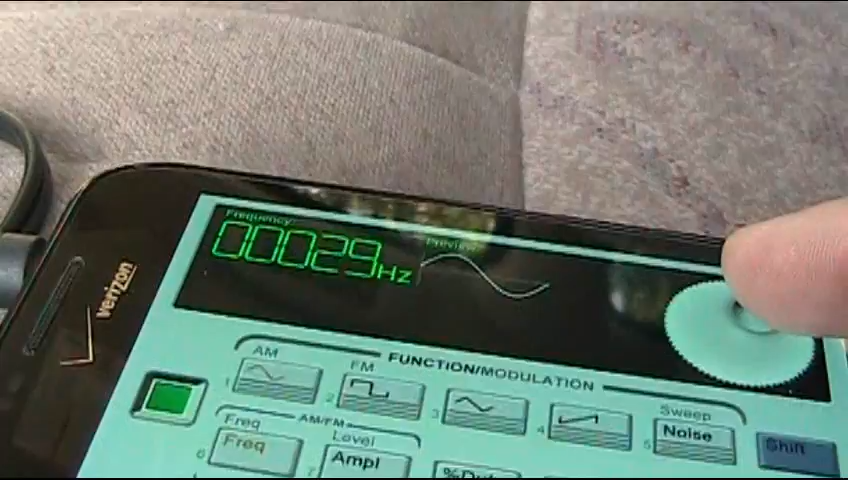 Frequency
00029Hz
Preview
verizon
FUNCTION/MODULATION
AM
FM
Sweep
1
2
3
4
5
Noise
Shift
Freq
AM/FM
Level
6
Freq
7
Ampl